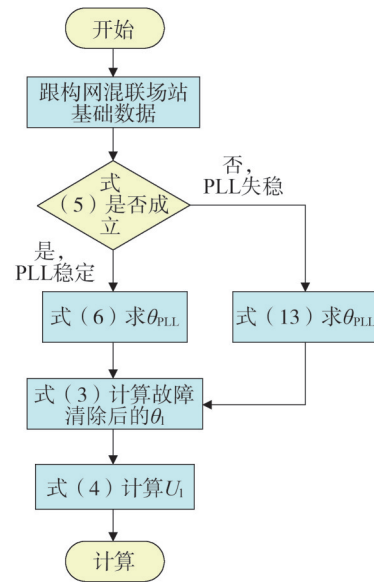 开始
跟构网混联场站
基础数据
式
（5）是否成
立
否，
PLL失稳
是，
PLL稳定
式（6）求θPLL
式（13）求θPLL
式（3）计算故障
清除后的θ1
式（4）计算U1
计算